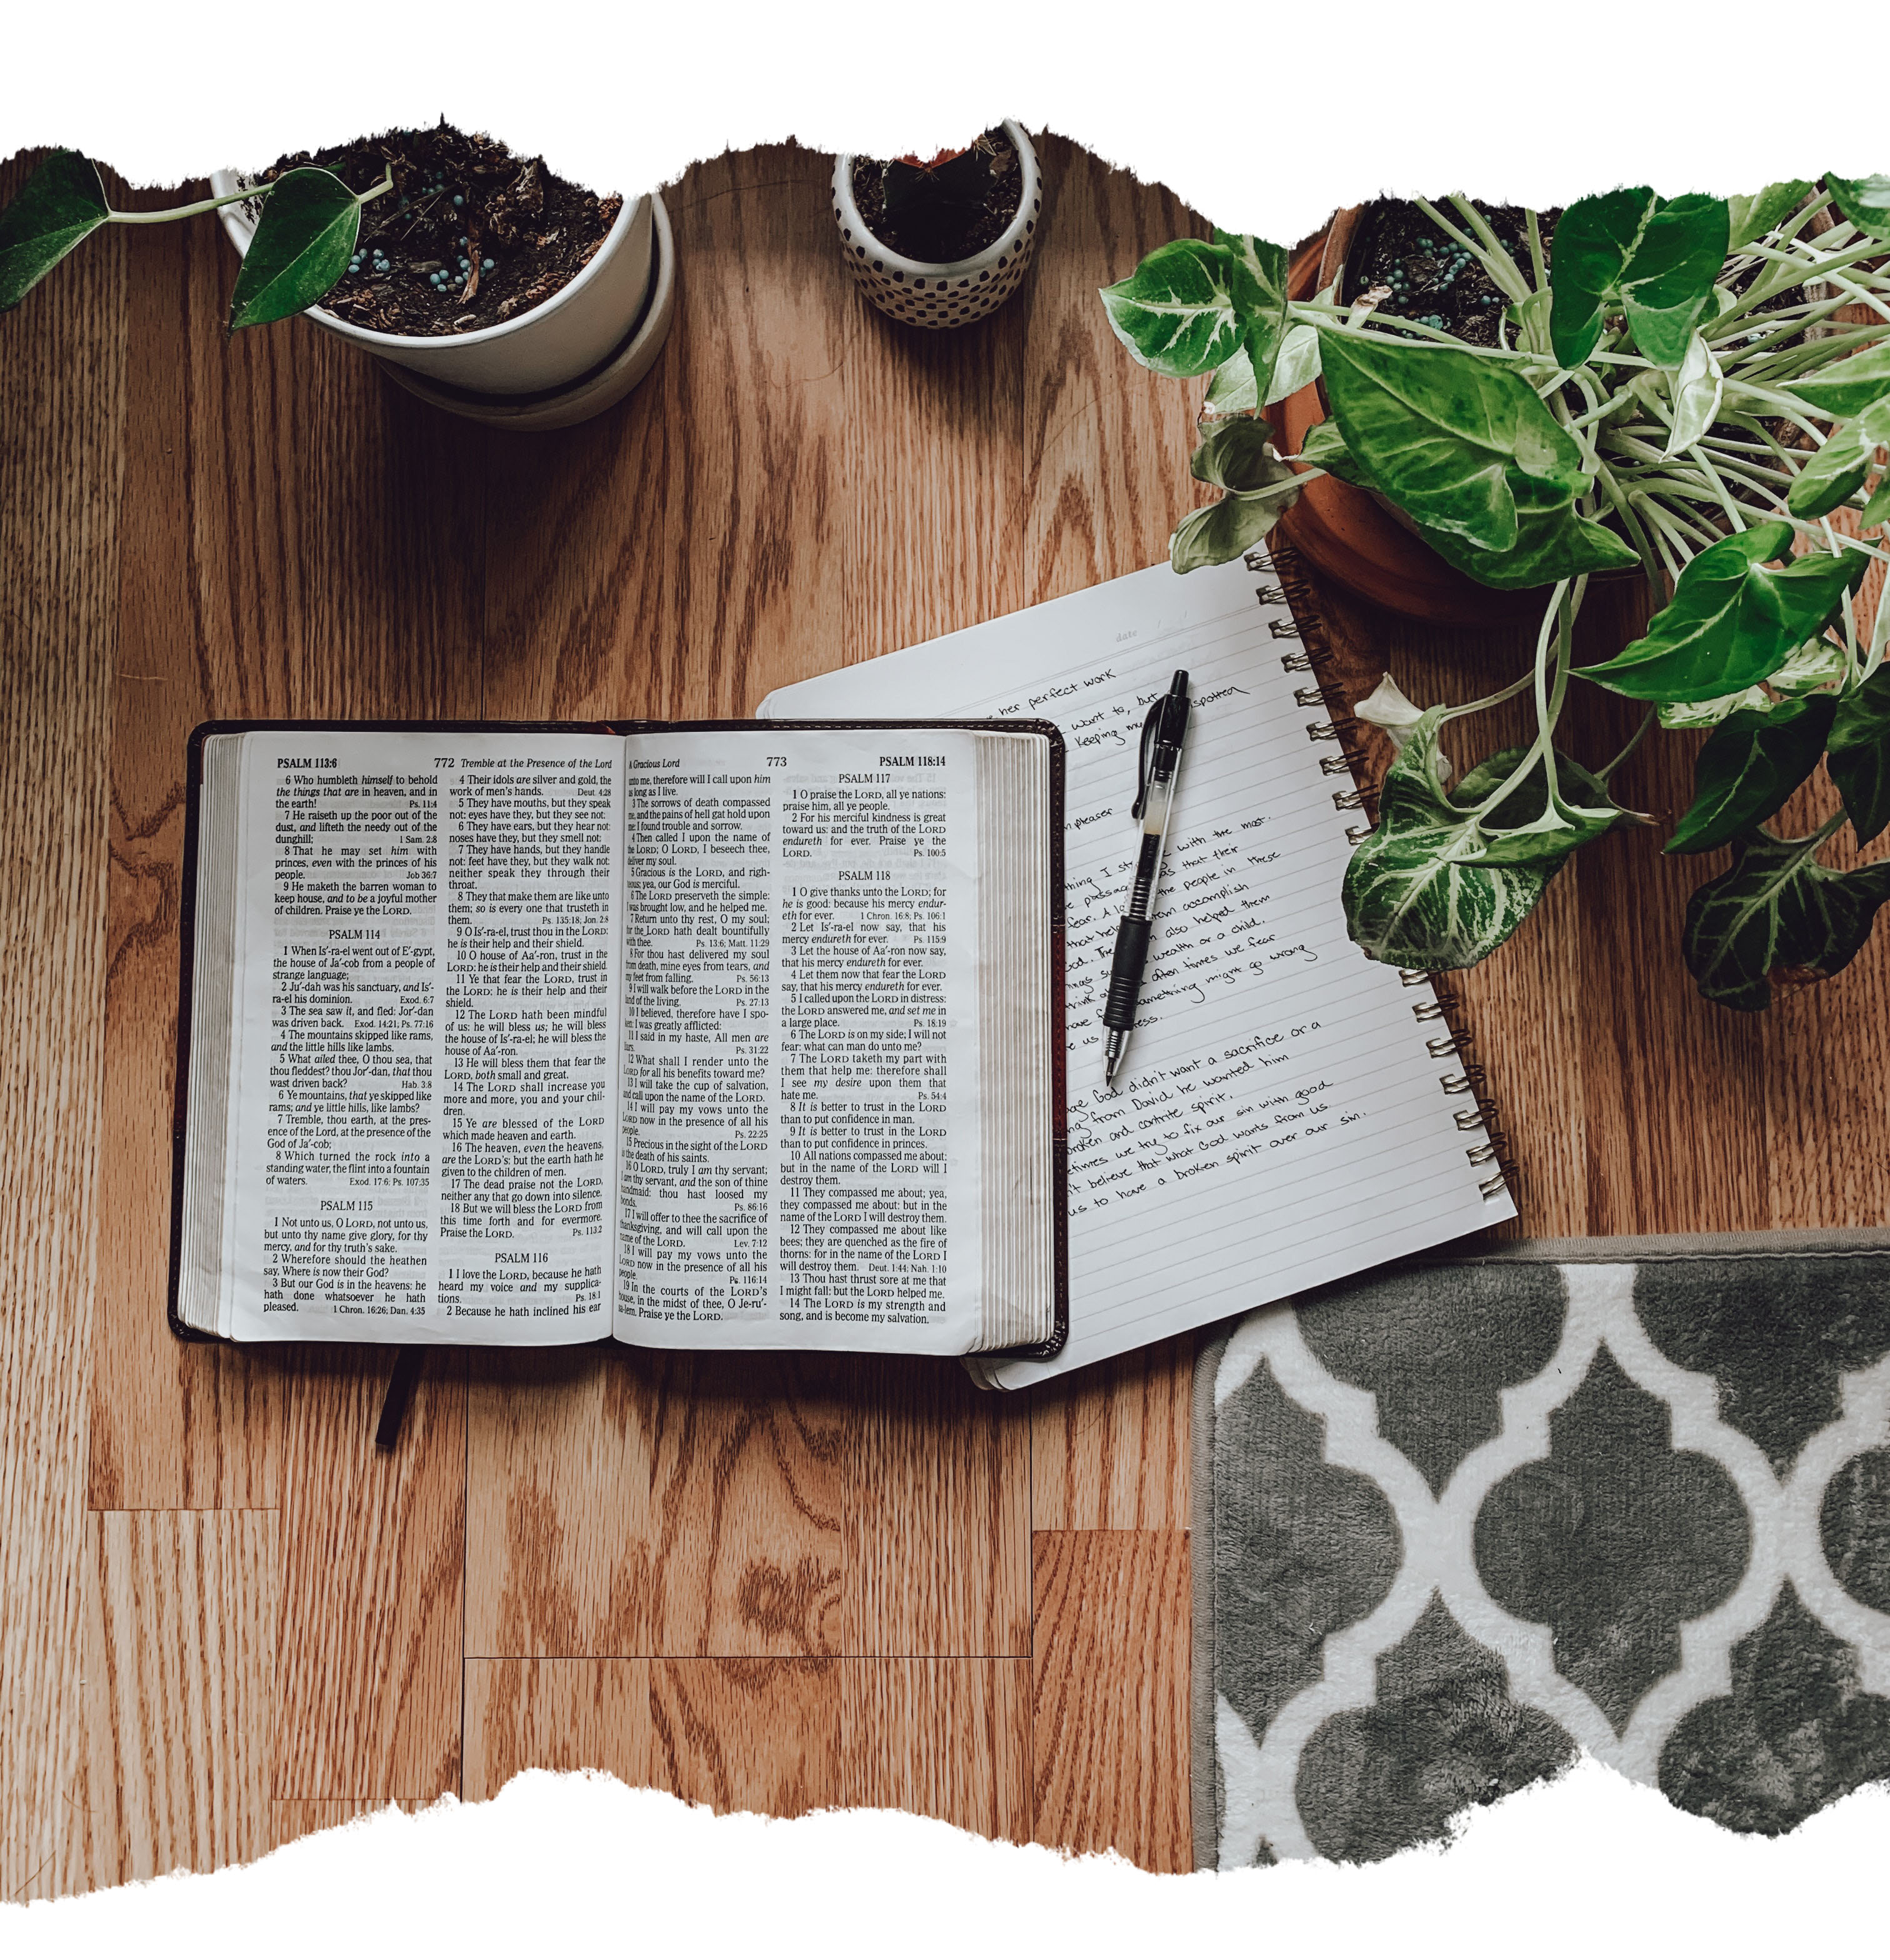 PSALM 113:6
772
Tremble at the Presence of the Lord
6 Who humbleth himself to behold
the things that are in heaven, and in
the earth! Ps. 11:4
7 He raiseth up the poor out of the
dust, and lifteth the needy out of the
dunghill; 1 Sam. 2:8
8 That he may set him with
princes, even with the princes of his
people. Job 36:7
9 He maketh the barren woman to
keep house, and to be a joyful mother
of children. Praise ye the LORD.
PSALM 114
1 When Is'-ra-el went out of E'-gypt,
the house of Ja'-cob from a people of
strange language;
2 Ju'-dah was his sanctuary, and Is'-
ra-el his dominion. Exod. 6:7
3 The sea saw it, and fled: Jor'-dan
was driven back. Exod. 14:21; Ps. 77:16
4 The mountains skipped like rams,
and the little hills like lambs.
5 What ailed thee, O thou sea, that
thou fleddest? thou Jor'-dan, that thou
wast driven back? Hab. 3:8
6 Ye mountains, that ye skipped like
rams; and ye little hills, like lambs?
7 Tremble, thou earth, at the pres-
ence of the Lord, at the presence of the
God of Ja'-cob;
8 Which turned the rock into a
standing water, the flint into a fountain
of waters. Exod. 17:6; Ps. 107:35
PSALM 115
1 Not unto us, O LORD, not unto us,
but unto thy name give glory, for thy
mercy, and for thy truth's sake.
2 Wherefore should the heathen
say, Where is now their God?
3 But our God is in the heavens: he
hath done whatsoever he hath
pleased. 1 Chron. 16:26; Dan. 4:35
4 Their idols are silver and gold, the
work of men's hands. Deut. 4:28
5 They have mouths, but they speak
not: eyes have they, but they see not:
6 They have ears, but they hear not:
noses have they, but they smell not:
7 They have hands, but they handle
not: feet have they, but they walk not:
neither speak they through their
throat.
8 They that make them are like unto
them; so is every one that trusteth in
them. Ps. 135:18; Jon. 2:8
9 O Is'-ra-el, trust thou in the LORD:
he is their help and their shield.
10 O house of Aa'-ron, trust in the
LORD: he is their help and their shield.
11 Ye that fear the LORD, trust in
the LORD: he is their help and their
shield.
12 The LORD hath been mindful
of us: he will bless us; he will bless
the house of Is'-ra-el; he will bless the
house of Aa'-ron.
13 He will bless them that fear the
LORD, both small and great.
14 The LORD shall increase you
more and more, you and your chil-
dren.
15 Ye are blessed of the LORD
which made heaven and earth.
16 The heaven, even the heavens,
are the LORD'S: but the earth hath he
given to the children of men.
17 The dead praise not the LORD,
neither any that go down into silence.
18 But we will bless the LORD from
this time forth and for evermore.
Praise the LORD. Ps. 113:2
PSALM 116
1 I love the LORD, because he hath
heard my voice and my supplica-
tions. Ps. 18:1
2 Because he hath inclined his ear
A Gracious Lord
773
PSALM 118:14
unto me, therefore will I call upon him
as long as I live.
3 The sorrows of death compassed
me, and the pains of hell gat hold upon
me: I found trouble and sorrow.
4 Then called I upon the name of
the LORD; O LORD, I beseech thee,
deliver my soul.
5 Gracious is the LORD, and righ-
teous; yea, our God is merciful.
6 The LORD preserveth the simple:
I was brought low, and he helped me.
7 Return unto thy rest, O my soul;
for the LORD hath dealt bountifully
with thee. Ps. 13:6; Matt. 11:29
8 For thou hast delivered my soul
from death, mine eyes from tears, and
my feet from falling. Ps. 56:13
9 I will walk before the LORD in the
land of the living. Ps. 27:13
10 I believed, therefore have I spo-
ken: I was greatly afflicted:
11 I said in my haste, All men are
liars. Ps. 31:22
12 What shall I render unto the
LORD for all his benefits toward me?
13 I will take the cup of salvation,
and call upon the name of the LORD.
14 I will pay my vows unto the
LORD now in the presence of all his
people. Ps. 22:25
15 Precious in the sight of the LORD
is the death of his saints.
16 O LORD, truly I am thy servant;
I am thy servant, and the son of thine
handmaid: thou hast loosed my
bonds. Ps. 86:16
17 I will offer to thee the sacrifice of
thanksgiving, and will call upon the
name of the LORD. Lev. 7:12
18 I will pay my vows unto the
LORD now in the presence of all his
people. Ps. 116:14
19 In the courts of the LORD'S
house, in the midst of thee, O Je-ru'-
sa-lem. Praise ye the LORD.
PSALM 117
1 O praise the LORD, all ye nations:
praise him, all ye people.
2 For his merciful kindness is great
toward us: and the truth of the LORD
endureth for ever. Praise ye the
LORD. Ps. 100:5
PSALM 118
1 O give thanks unto the LORD; for
he is good: because his mercy endur-
eth for ever. 1 Chron. 16:8; Ps. 106:1
2 Let Is'-ra-el now say, that his
mercy endureth for ever. Ps. 115:9
3 Let the house of Aa'-ron now say,
that his mercy endureth for ever.
4 Let them now that fear the LORD
say, that his mercy endureth for ever.
5 I called upon the LORD in distress:
the LORD answered me, and set me in
a large place. Ps. 18:19
6 The LORD is on my side; I will not
fear: what can man do unto me?
7 The LORD taketh my part with
them that help me: therefore shall
I see my desire upon them that
hate me. Ps. 54:4
8 It is better to trust in the LORD
than to put confidence in man.
9 It is better to trust in the LORD
than to put confidence in princes.
10 All nations compassed me about:
but in the name of the LORD will I
destroy them.
11 They compassed me about; yea,
they compassed me about: but in the
name of the LORD I will destroy them.
12 They compassed me about like
bees; they are quenched as the fire of
thorns: for in the name of the LORD I
will destroy them. Deut. 1:44; Nah. 1:10
13 Thou hast thrust sore at me that
I might fall: but the LORD helped me.
14 The LORD is my strength and
song, and is become my salvation.
date
her perfect work
want to, but
keeping my spotted
pleaser
thing I with the most.
as that their
the people in these
fear. accomplish
that also helped them
God. wealth or a child.
often times we fear
something might go wrong
us
God didn't want a sacrifice or a
from David he wanted him
broken and contrite spirit.
we try to fix our sin with good
believe that what God wants from us
us to have a broken spirit over our sin.